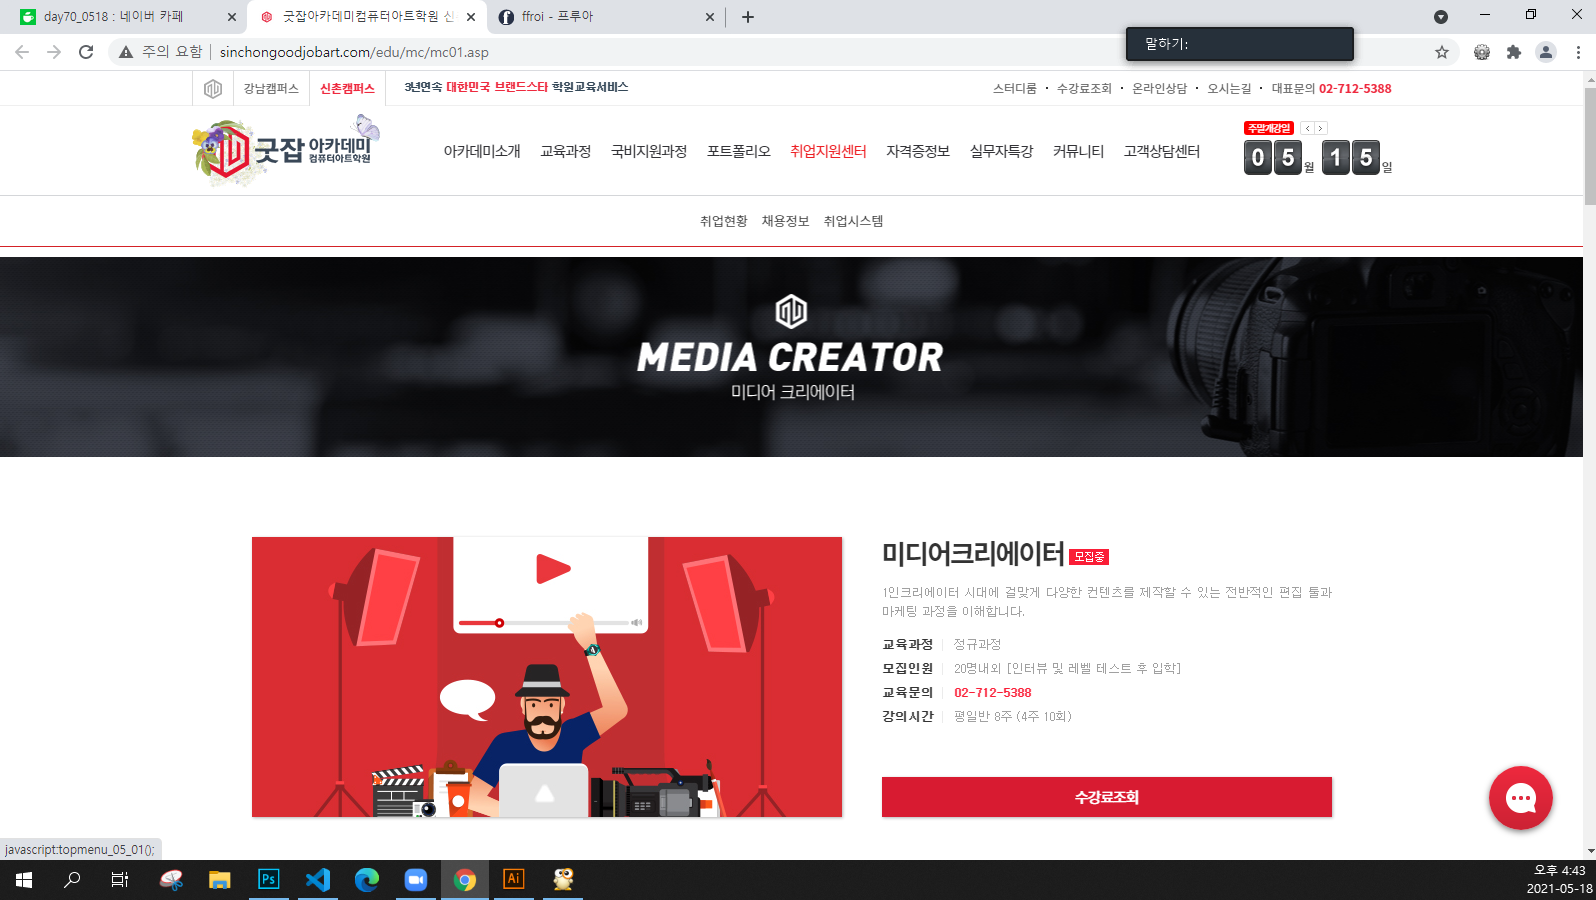 day70_0518 : 네이버 카페
굿잡아카데미컴퓨터아트학원 신
ffroi - 프루아
주의 요함
sinchongoodjobart.com/edu/mc/mc01.asp
말하기:
강남캠퍼스
신촌캠퍼스
3년연속 대한민국 브랜드스타 학원교육서비스
스터디룸 · 수강료조회 · 온라인상담 · 오시는길 · 대표문의 02-712-5388
굿잡 아카데미
컴퓨터아트학원
아카데미소개 교육과정 국비지원과정 포트폴리오 취업지원센터 자격증정보 실무자특강 커뮤니티 고객상담센터
주말개강일
05월 15일
취업현황 채용정보 취업시스템
MEDIA CREATOR
미디어 크리에이터
미디어크리에이터 모집중
1인크리에이터 시대에 걸맞게 다양한 컨텐츠를 제작할 수 있는 전반적인 편집 툴과
마케팅 과정을 이해합니다.
교육과정 정규과정
모집인원 20명내외 [인터뷰 및 레벨 테스트 후 입학]
교육문의 02-712-5388
강의시간 평일반 8주 (4주 10회)
수강료조회
javascript:topmenu_05_01();
Ps
Ai
오후 4:43
2021-05-18